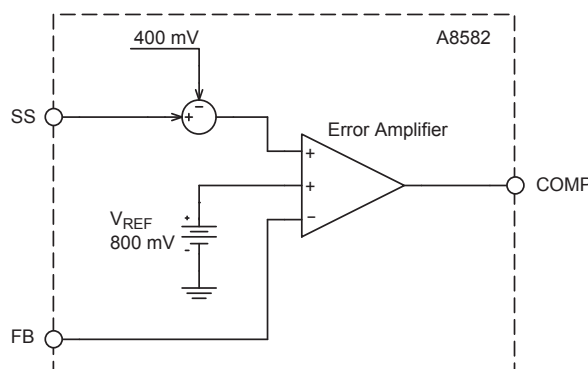 400 mV
A8582
−
SS
+
Error Amplifier
+
+
−
COMP
+
VREF
800 mV
-
FB